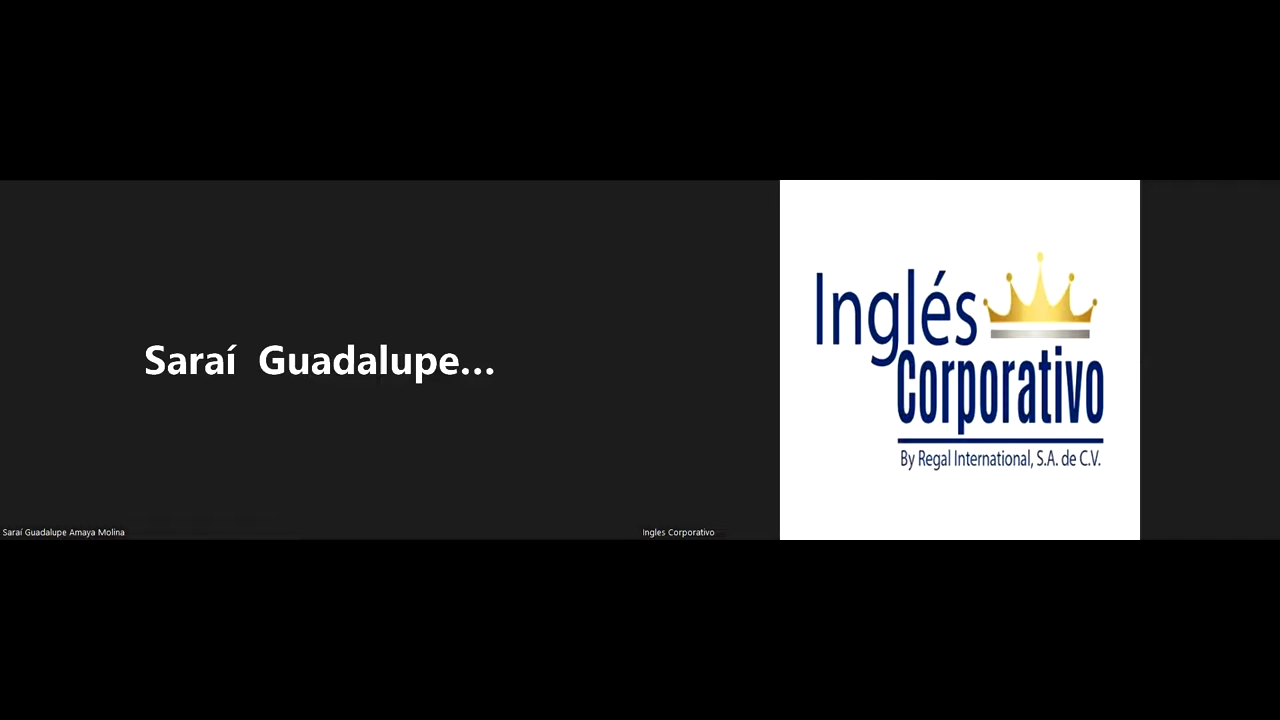 Saraí Guadalupe...
Saraí Guadalupe Amaya Molina
Inglés
Corporativo
By Regal International, S.A. de C.V.
Ingles Corporativo